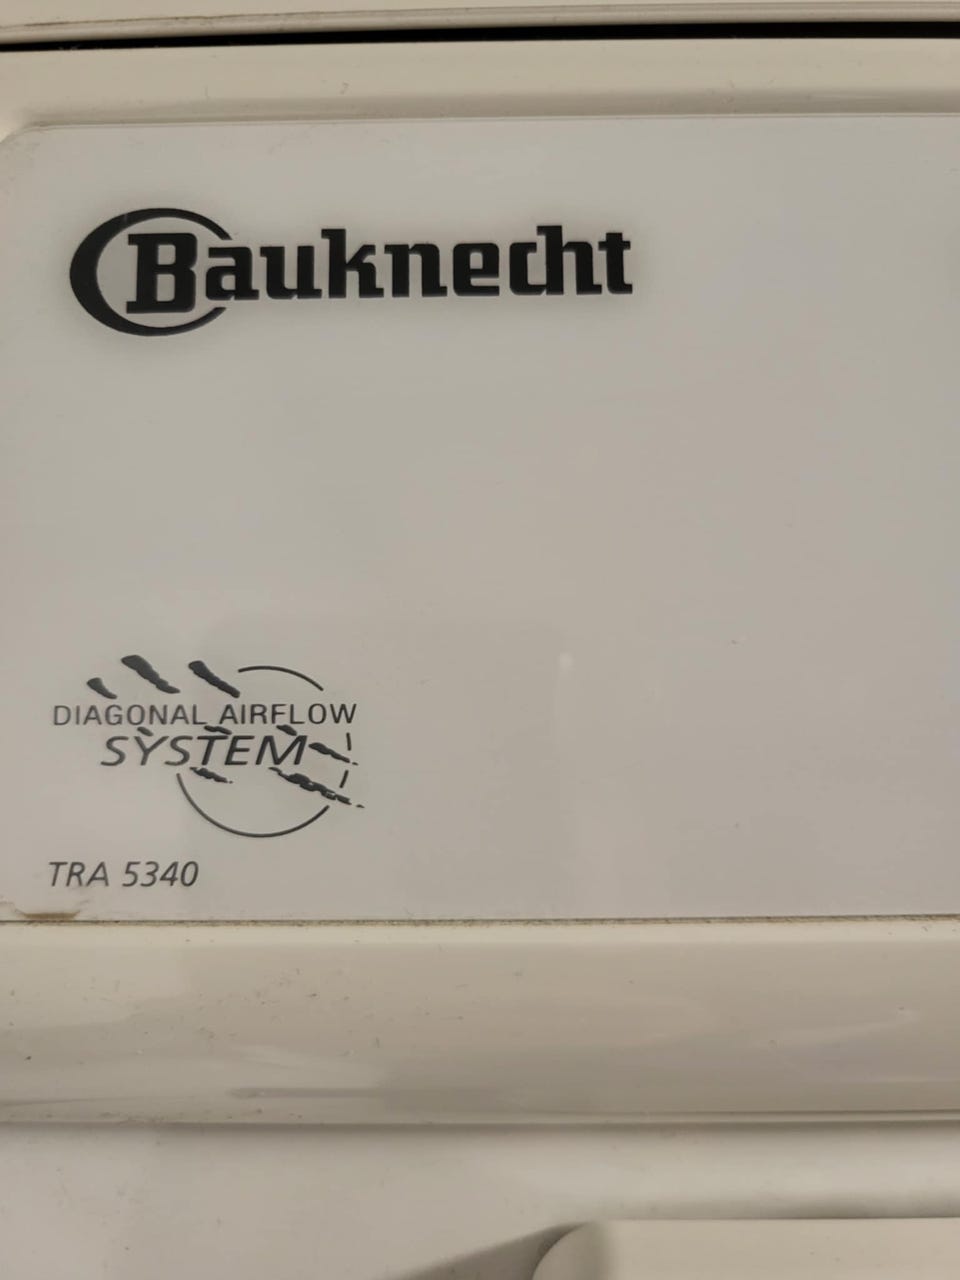 Bauknecht
DIAGONAL AIRFLOW
SYSTEM
TRA 5340